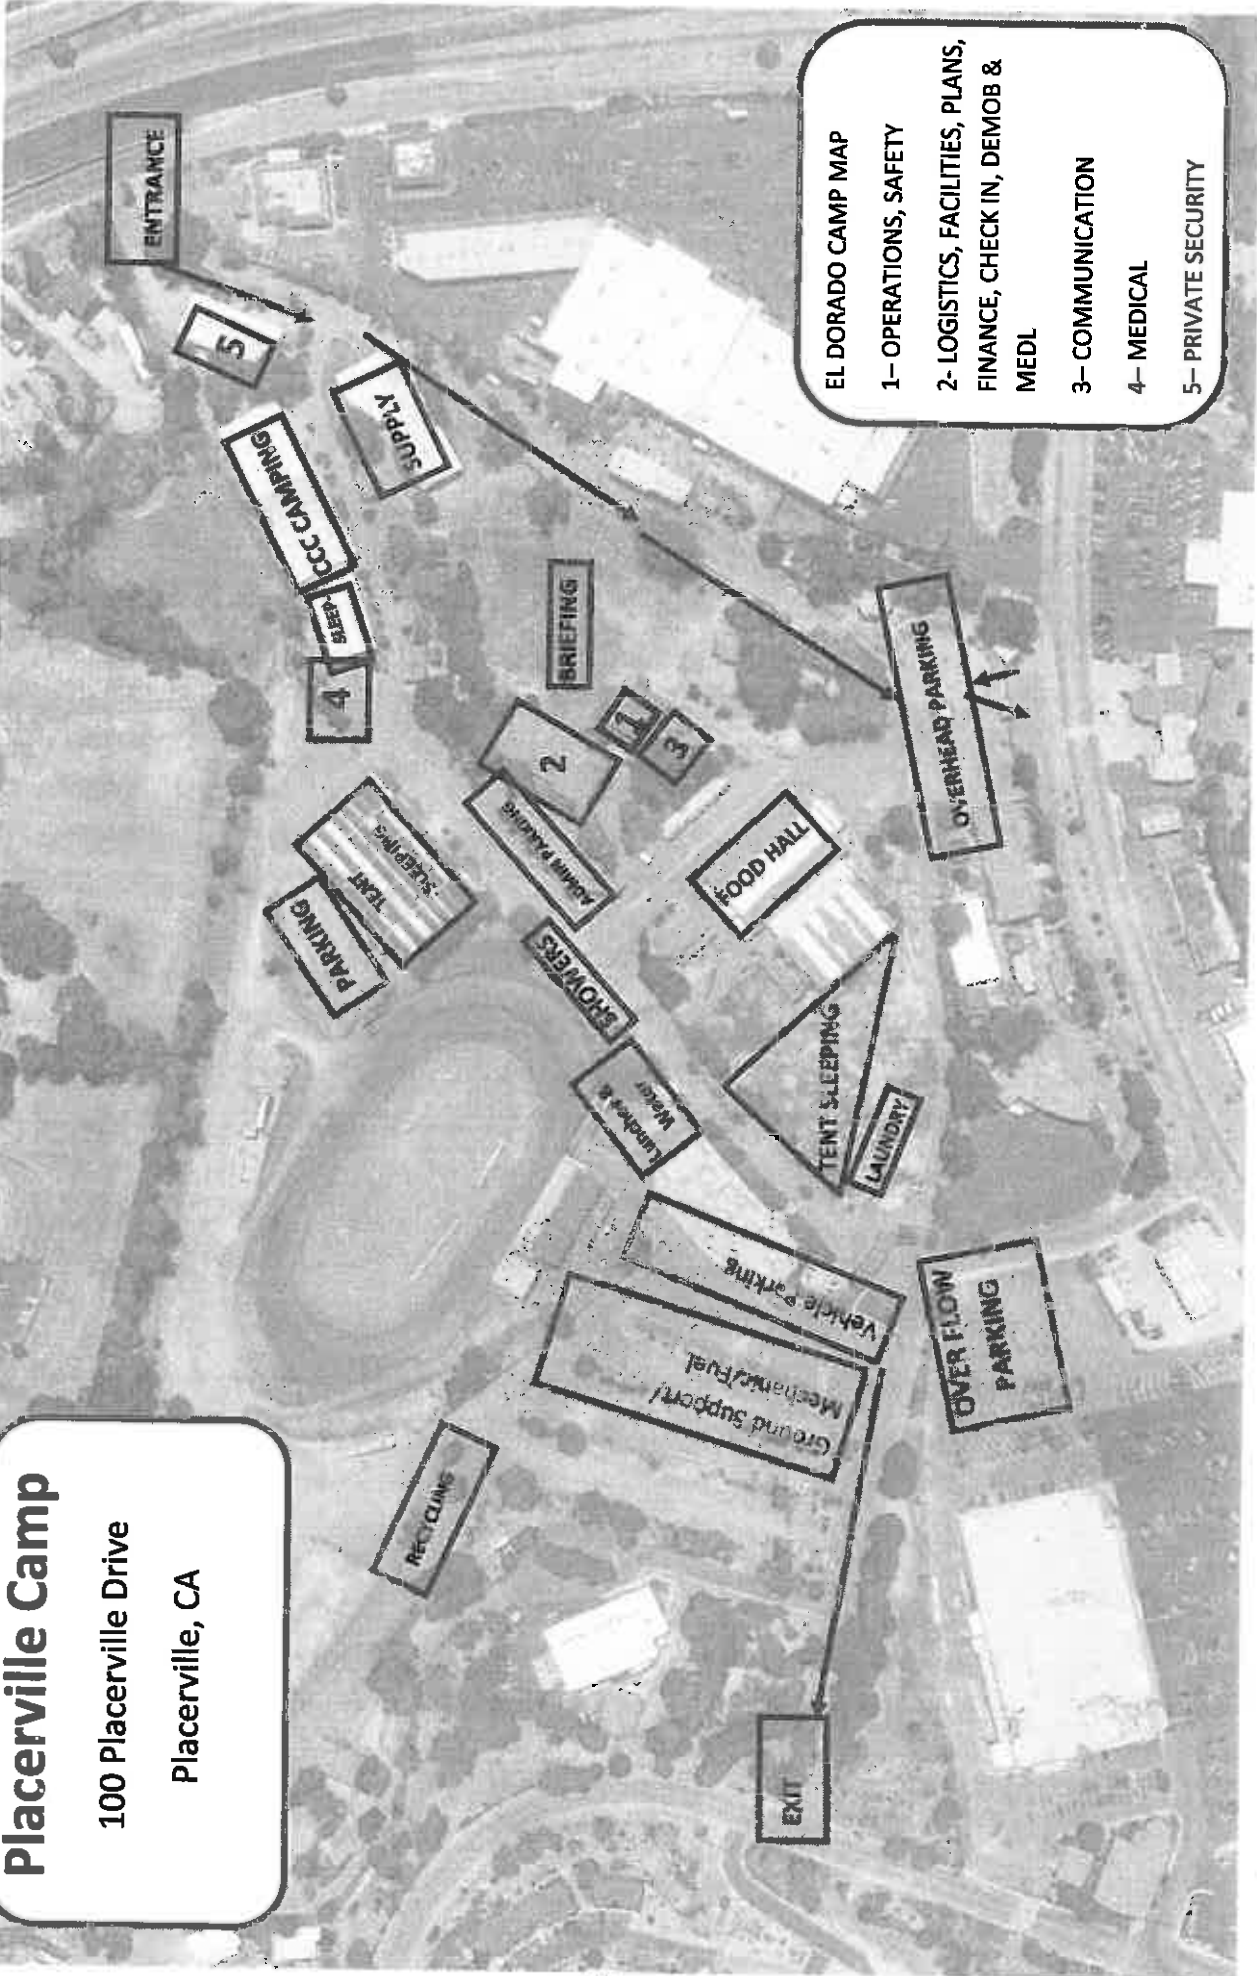 Placerville Camp
100 Placerville Drive
Placerville, CA
ENTRANCE
5
CCC CAMPING
SUPPLY
SLEEP
4
BRIEFING
1
3
2
ADMIN PARKING
TENT
SLEEPING
PARKING
SHOWERS
FOOD HALL
OVERHEAD PARKING
Lunches &
Water
TENT SLEEPING
LAUNDRY
Vehicle Parking
Ground Support/
Mechanic/Fuel
OVER FLOW
PARKING
RECYCLING
EXIT
EL DORADO CAMP MAP
1– OPERATIONS, SAFETY
2- LOGISTICS, FACILITIES, PLANS,
FINANCE, CHECK IN, DEMOB &
MEDL
3– COMMUNICATION
4– MEDICAL
5– PRIVATE SECURITY